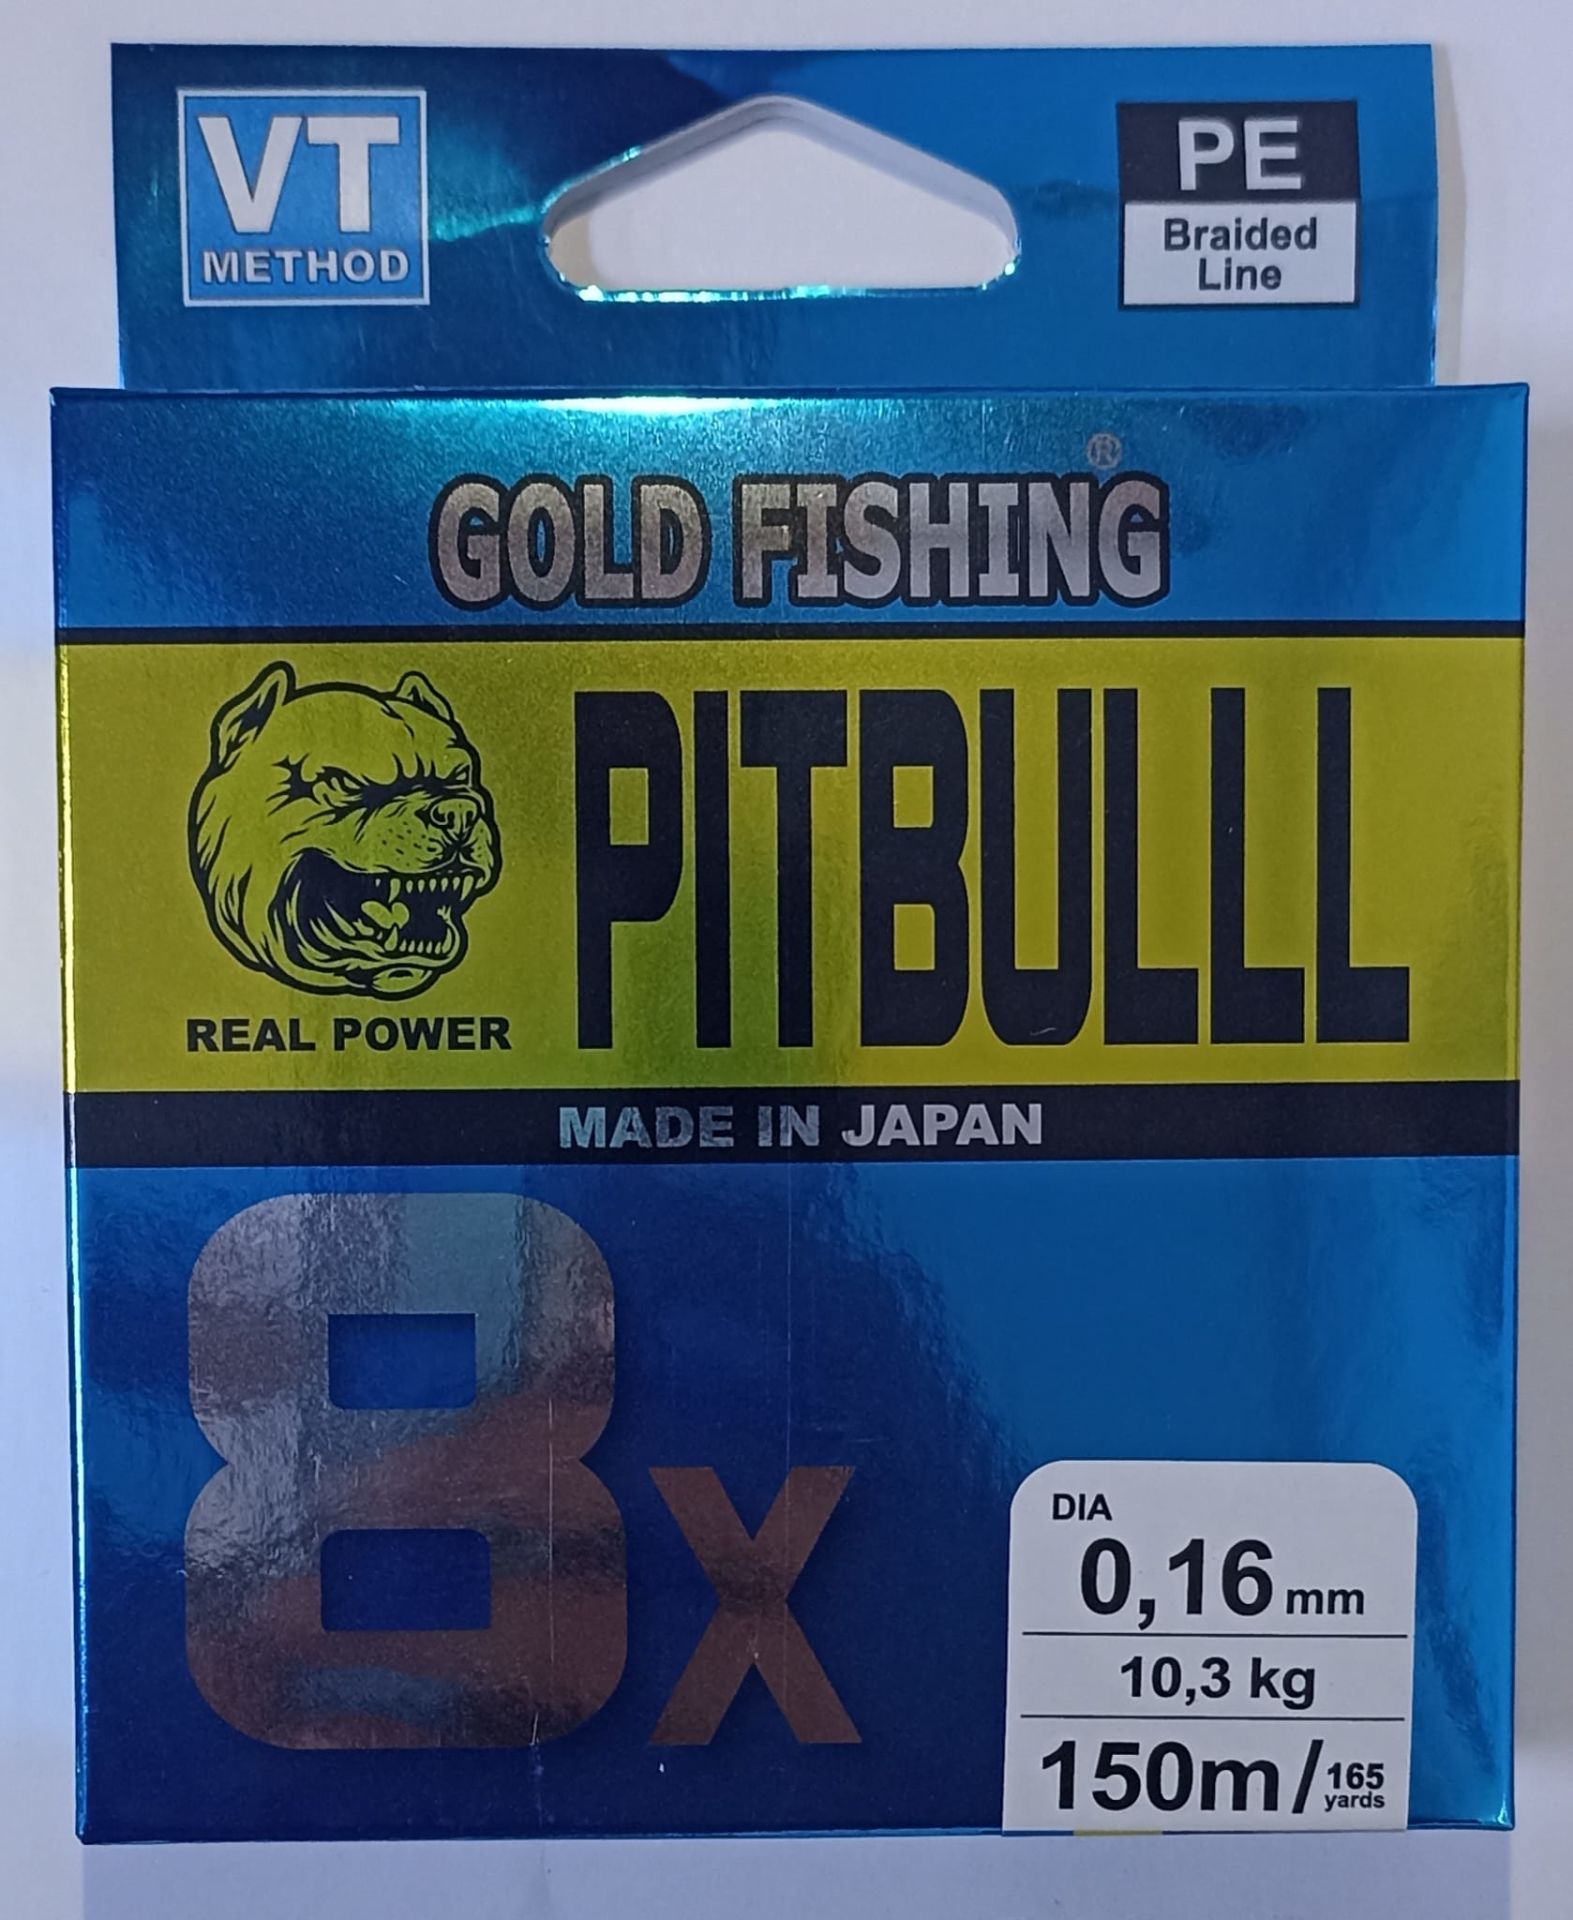 VT
METHOD
PE
Braided
Line
GOLD FISHING®
PITBULLL
REAL POWER
MADE IN JAPAN
8x
DIA
0,16 mm
10,3 kg
150m/165 yards